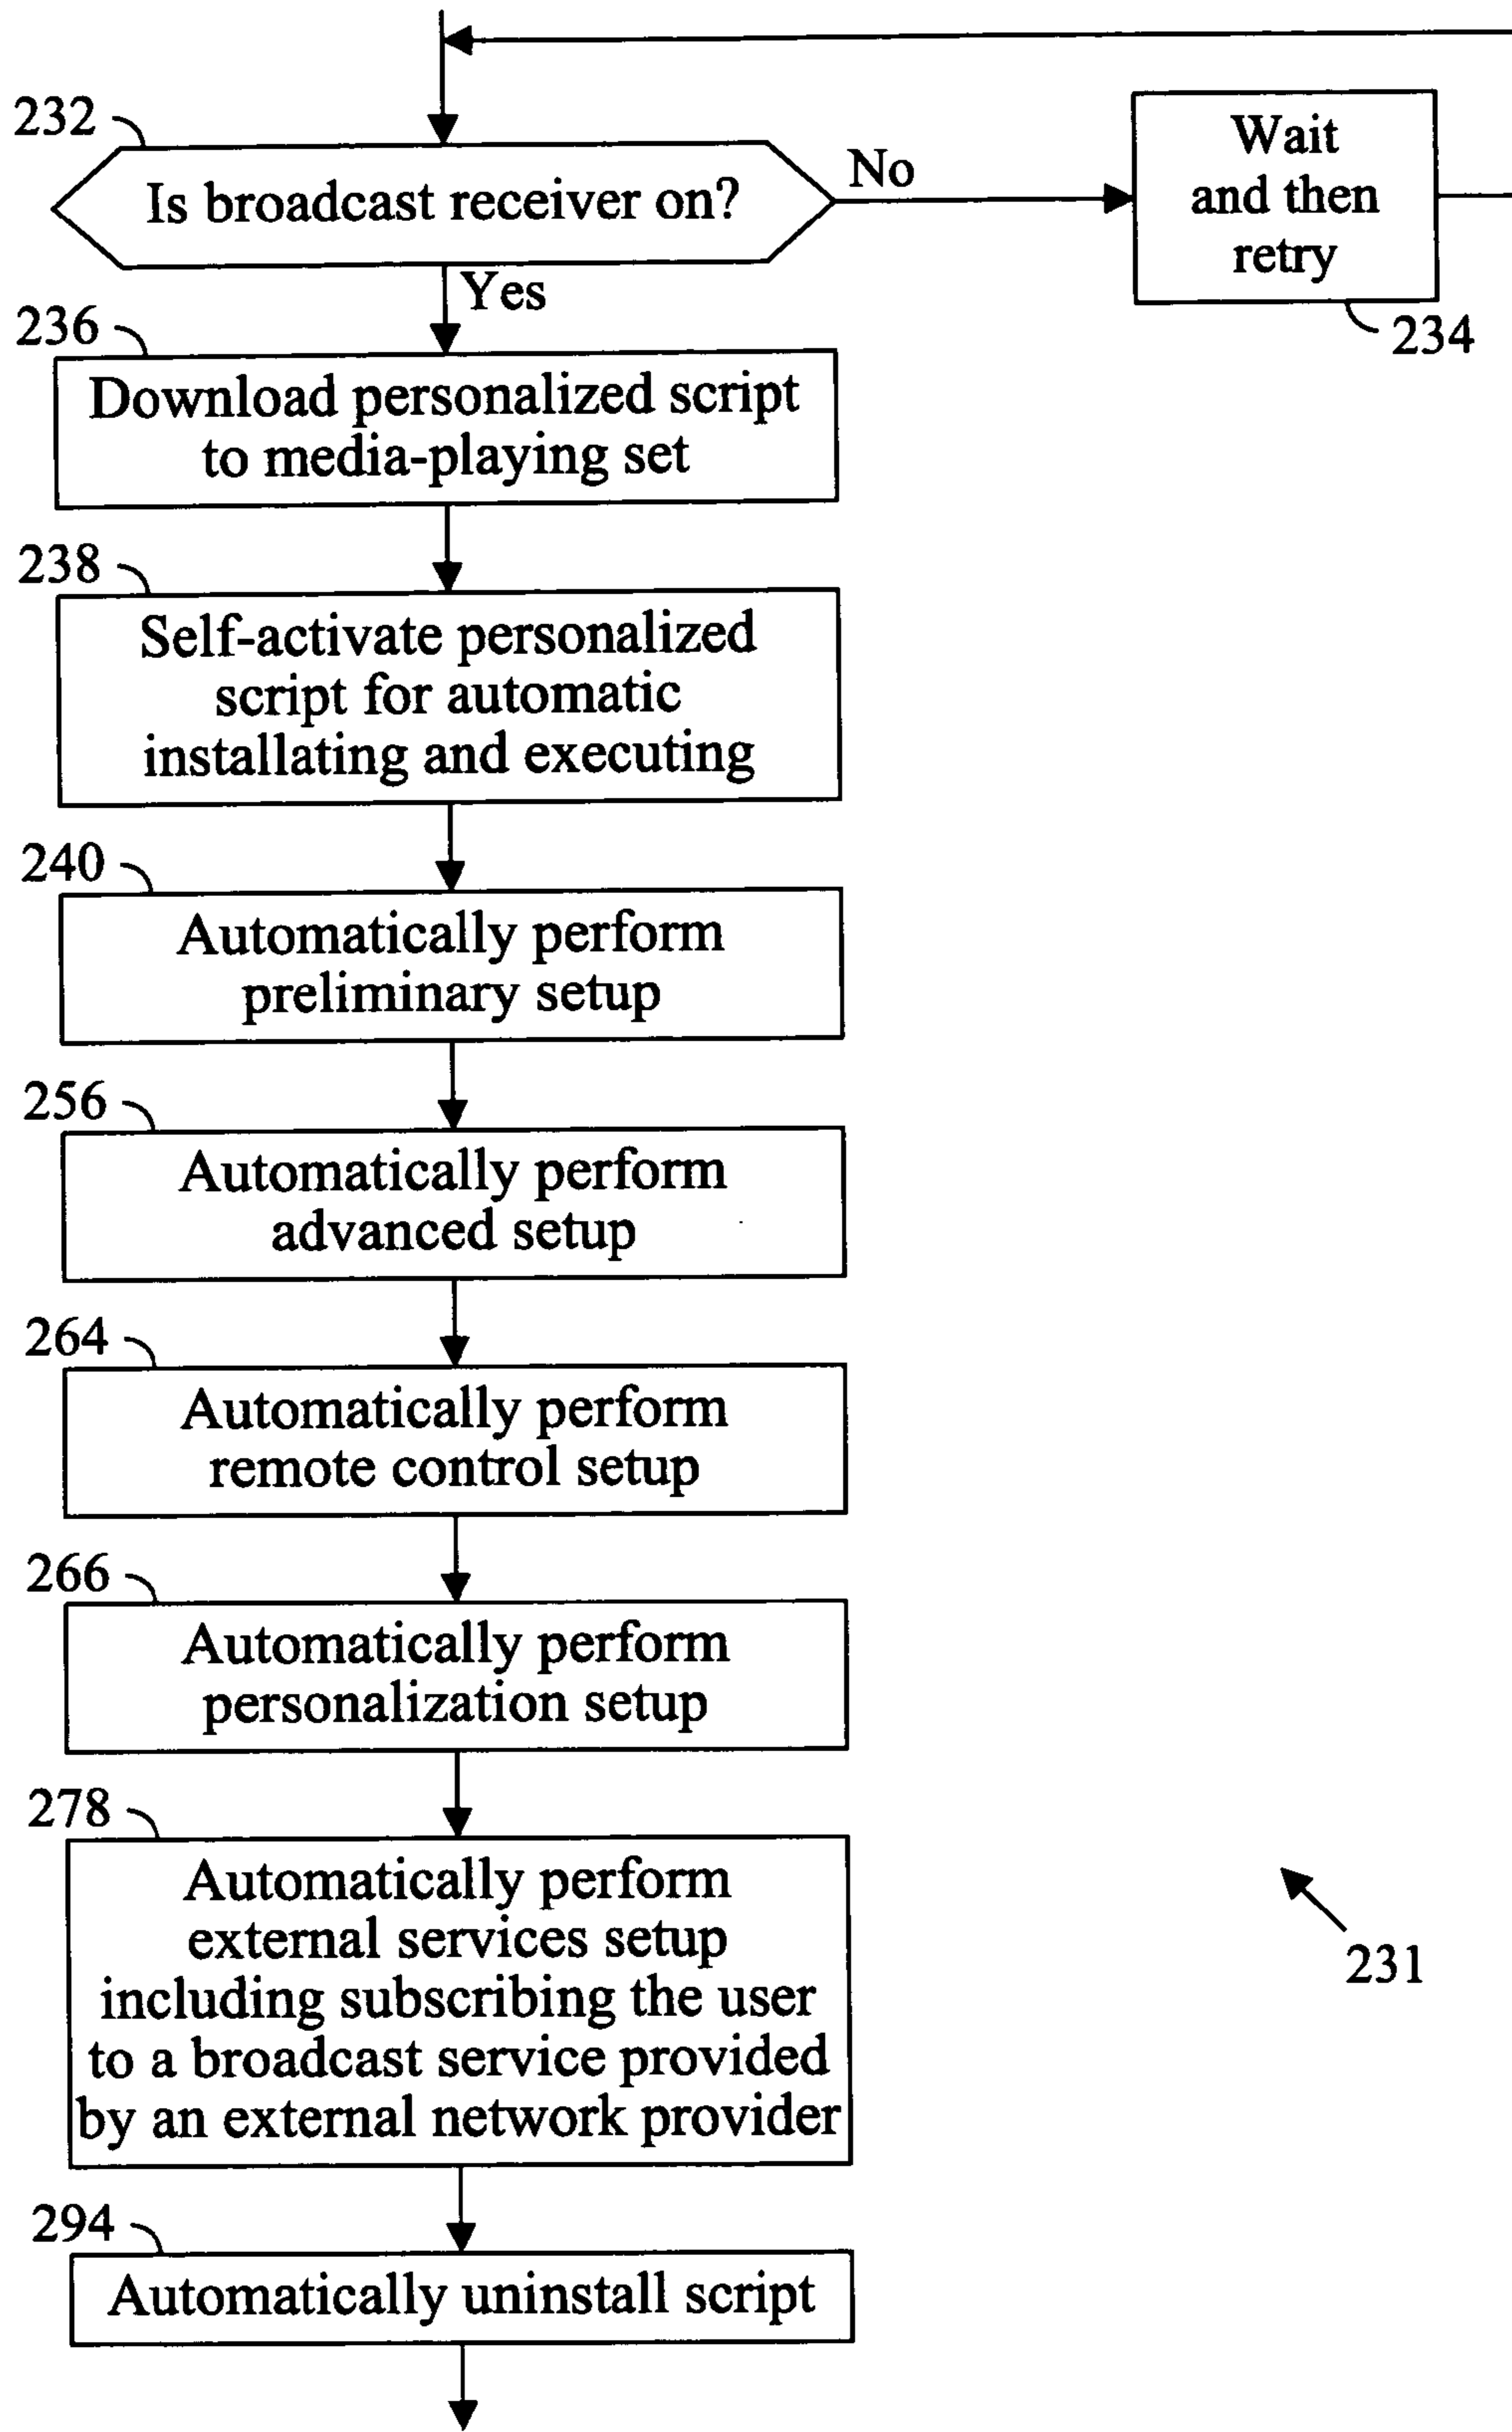 232
Is broadcast receiver on?
No
Wait
and then
retry
234
Yes
236
Download personalized script
to media-playing set
238
Self-activate personalized
script for automatic
installating and executing
240
Automatically perform
preliminary setup
256
Automatically perform
advanced setup
264
Automatically perform
remote control setup
266
Automatically perform
personalization setup
278
Automatically perform
external services setup
including subscribing the user
to a broadcast service provided
by an external network provider
231
294
Automatically uninstall script